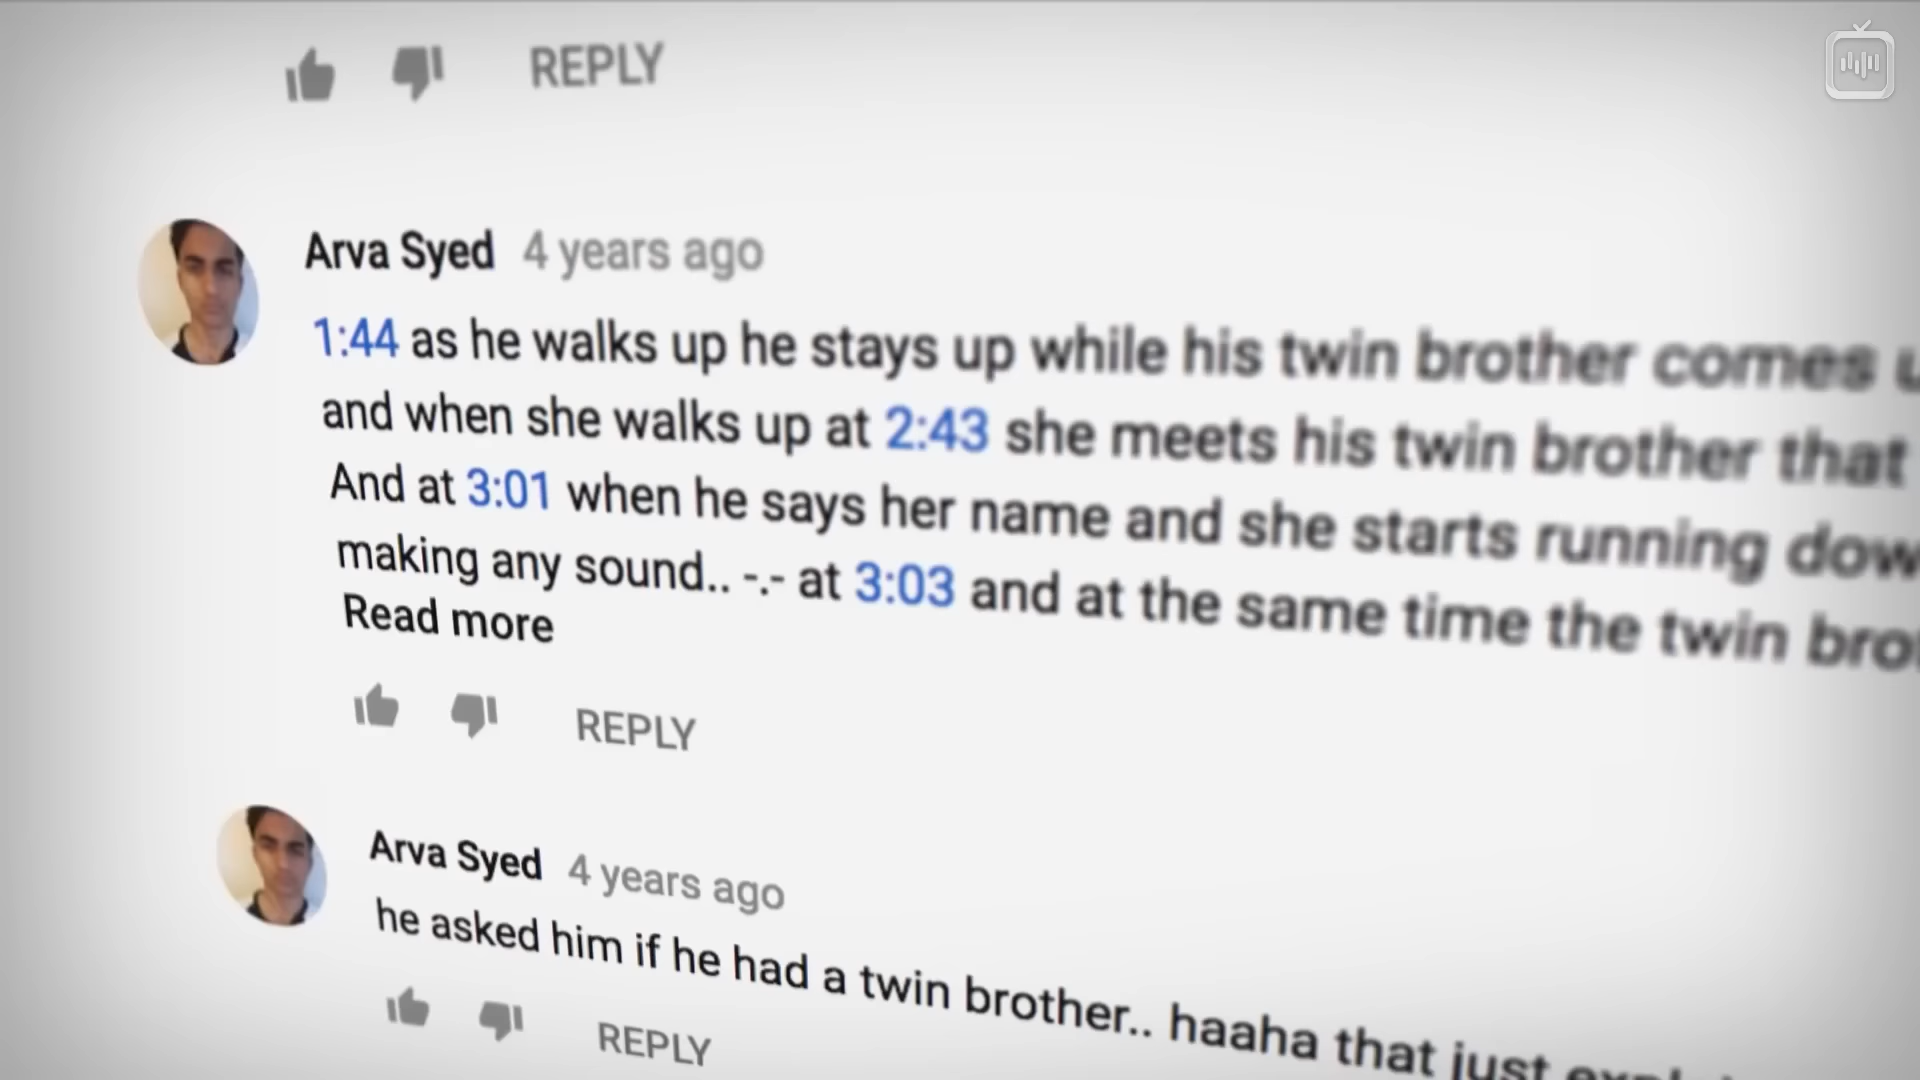 REPLY
Arva Syed 4 years ago
1:44 as he walks up he stays up while his twin brother comes
and when she walks up at 2:43 she meets his twin brother that
And at 3:01 when he says her name and she starts running
making any sound.. -.- at 3:03 and at the same time the twin
Read more
REPLY
Arva Syed 4 years ago
he asked him if he had a twin brother.. haaha that just
REPLY